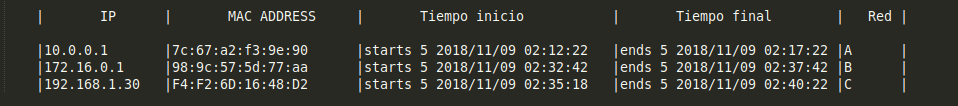 |       IP      |       MAC ADDRESS     |       Tiempo inicio           |       Tiempo final        |   Red |
|10.0.0.1       |7c:67:a2:f3:9e:90      |starts 5 2018/11/09 02:12:22   |ends 5 2018/11/09 02:17:22 |A      |
|172.16.0.1     |98:9c:57:5d:77:aa      |starts 5 2018/11/09 02:32:42   |ends 5 2018/11/09 02:37:42 |B      |
|192.168.1.30   |F4:F2:6D:16:48:D2      |starts 5 2018/11/09 02:35:18   |ends 5 2018/11/09 02:40:22 |C      |